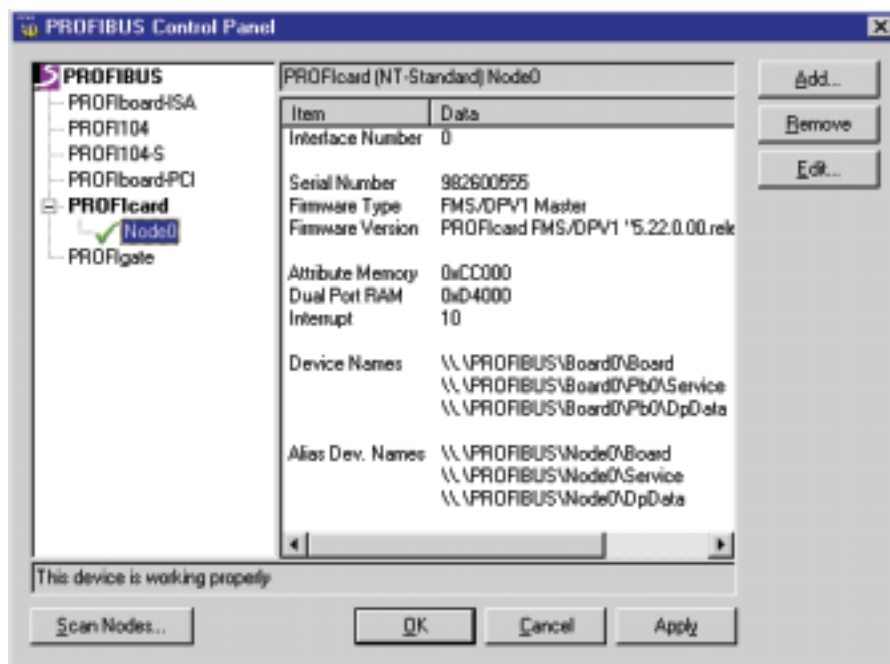 PROFIBUS Control Panel
PROFIBUS
PROFIboard-ISA
PROFI104
PROFI104-S
PROFIboard-PCI
PROFIcard
Node0
PROFIgate
PROFIcard (NT-Standard) Node0
Item Data
Interface Number 0
Serial Number 982600555
Firmware Type FMS/DPV1 Master
Firmware Version PROFIcard FMS/DPV1 "5.22.0.00.rele
Attribute Memory 0xCC000
Dual Port RAM 0xD4000
Interrupt 10
Device Names \\.\PROFIBUS\Board0\Board
\\.\PROFIBUS\Board0\Pb0\Service
\\.\PROFIBUS\Board0\Pb0\DpData
Alias Dev. Names \\.\PROFIBUS\Node0\Board
\\.\PROFIBUS\Node0\Service
\\.\PROFIBUS\Node0\DpData
Add...
Remove
Edit...
This device is working properly
Scan Nodes...
OK
Cancel
Apply